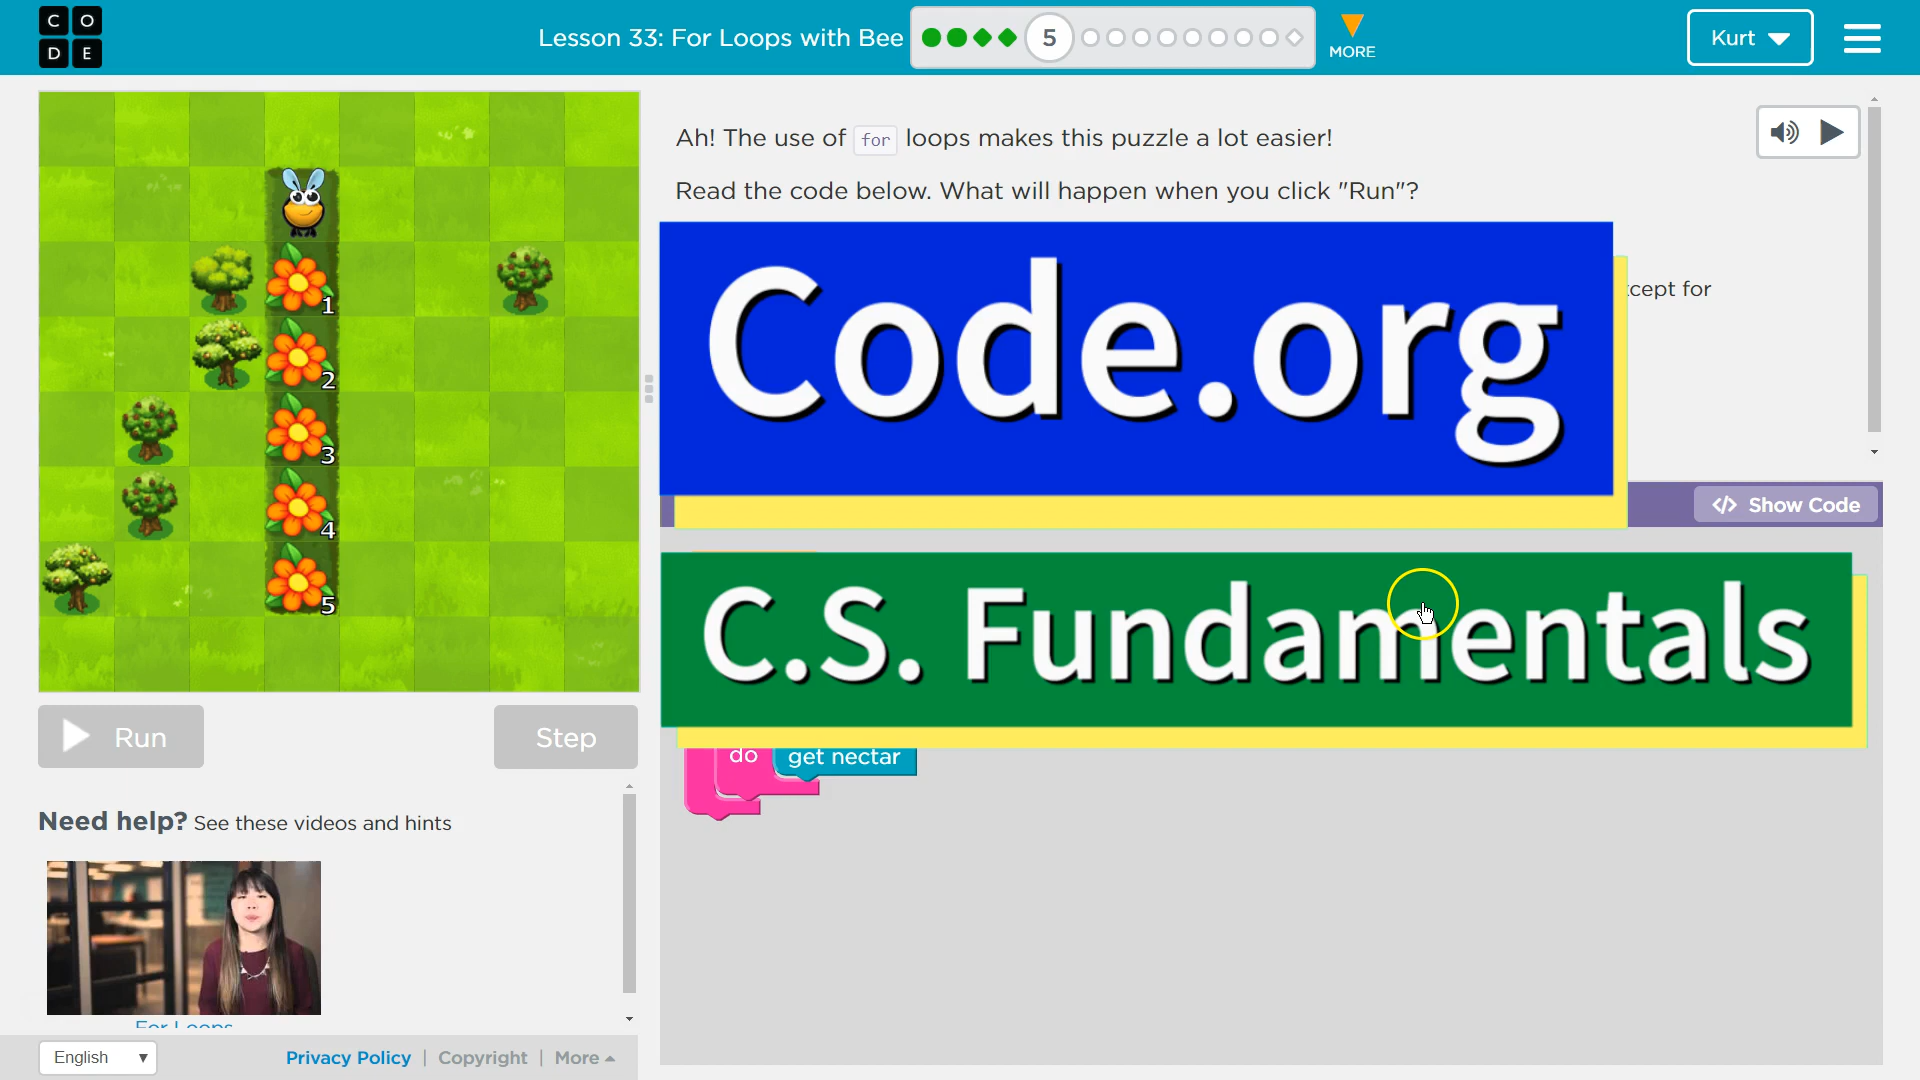 C O
D E
Lesson 33: For Loops with Bee
5
MORE
Kurt
Ah! The use of for loops makes this puzzle a lot easier!
Read the code below. What will happen when you click "Run"?
Code.org
cept for
Show Code
C.S. Fundamentals
do get nectar
1
2
3
4
5
Run
Step
Need help? See these videos and hints
For Loops
English
Privacy Policy | Copyright | More